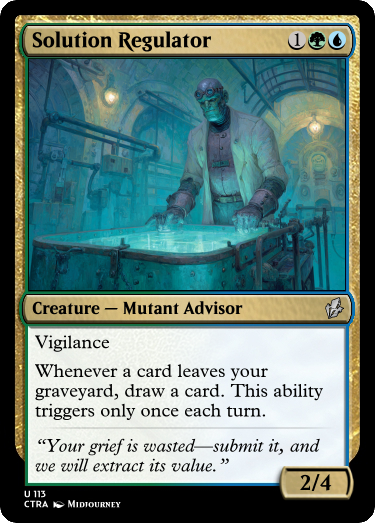 Solution Regulator 1
Creature — Mutant Advisor
Vigilance
Whenever a card leaves your
graveyard, draw a card. This ability
triggers only once each turn.
“Your grief is wasted—submit it, and
we will extract its value.”
2/4
U 113
CTRA Midjourney